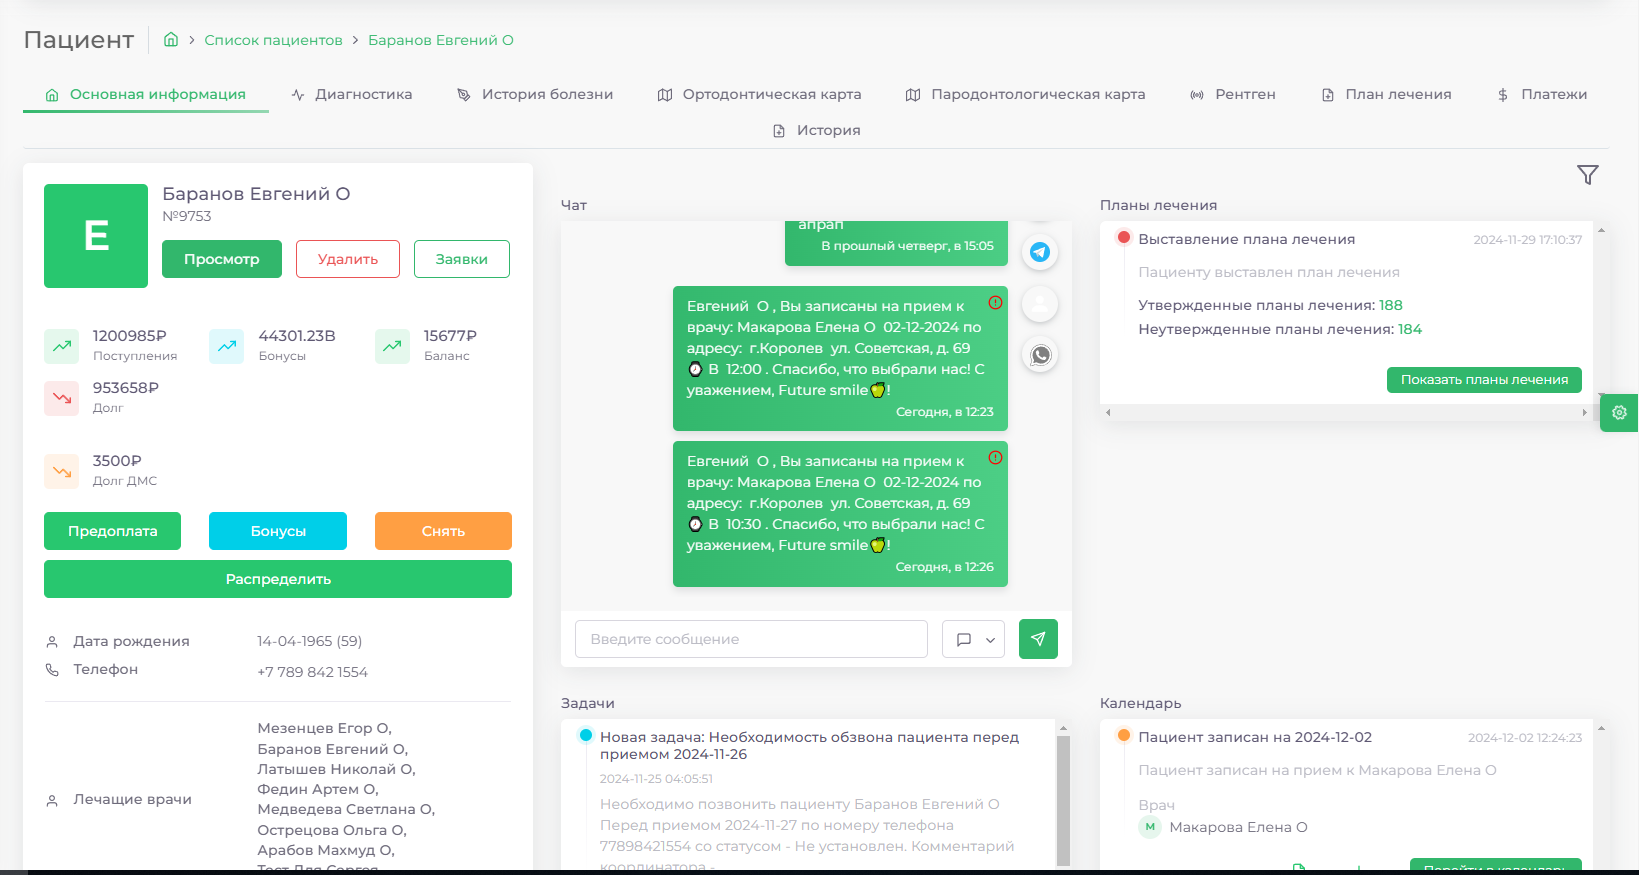 Пациент
Список пациентов
Баранов Евгений О
Основная информация
Диагностика
История болезни
Ортодонтическая карта
Пародонтологическая карта
Рентген
План лечения
Платежи
История
Е
Баранов Евгений О
№9753
Просмотр
Удалить
Заявки
1200985₽
Поступления
44301.23B
Бонусы
15677₽
Баланс
953658₽
Долг
3500₽
Долг ДМС
Предоплата
Бонусы
Снять
Распределить
Дата рождения
14-04-1965 (59)
Телефон
+7 789 842 1554
Лечащие врачи
Мезенцев Егор О,
Баранов Евгений О,
Латышев Николай О,
Федин Артем О,
Медведева Светлана О,
Острецова Ольга О,
Арабов Махмуд О,
Тест Для Сергея
Чат
апрап
В прошлый четверг, в 15:05
Евгений О , Вы записаны на прием к
врачу: Макарова Елена О 02-12-2024 по
адресу: г.Королев ул. Советская, д. 69
⌚ В 12:00 . Спасибо, что выбрали нас! С
уважением, Future smile🍏!
Сегодня, в 12:23
Евгений О , Вы записаны на прием к
врачу: Макарова Елена О 02-12-2024 по
адресу: г.Королев ул. Советская, д. 69
⌚ В 10:30 . Спасибо, что выбрали нас! С
уважением, Future smile🍏!
Сегодня, в 12:26
Введите сообщение
Планы лечения
Выставление плана лечения
2024-11-29 17:10:37
Пациенту выставлен план лечения
Утвержденные планы лечения: 188
Неутвержденные планы лечения: 184
Показать планы лечения
Задачи
Новая задача: Необходимость обзвона пациента перед
приемом 2024-11-26
2024-11-25 04:05:51
Необходимо позвонить пациенту Баранов Евгений О
Перед приемом 2024-11-27 по номеру телефона
77898421554 со статусом - Не установлен. Комментарий
координатора -
Календарь
Пациент записан на 2024-12-02
2024-12-02 12:24:23
Пациент записан на прием к Макарова Елена О
Врач
М
Макарова Елена О
Перейти в календарь